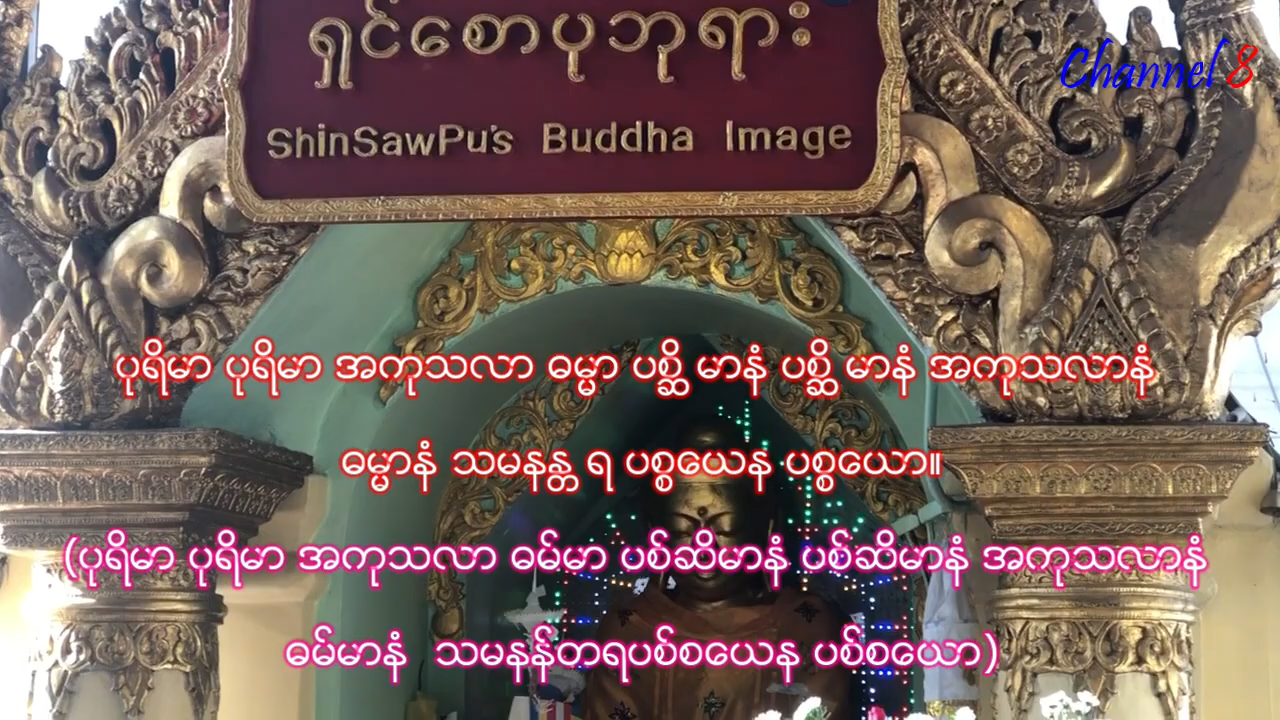 ရှင်စောပုဘုရား
Channel 8
ShinSawPu's Buddha Image
ပုရိမာ ပုရိမာ အကုသလာ ဓမ္မာ ပစ္ဆိ မာနံ ပစ္ဆိ မာနံ အကုသလာနံ
ဓမ္မာနံ သမနန္တ ရ ပစ္စယေန ပစ္စယော။
(ပုရိမာ ပုရိမာ အကုသလာ ဓမ်မာ ပစ်ဆိမာနံ ပစ်ဆိမာနံ အကုသလာနံ
ဓမ်မာနံ သမနန်တရပစ်စယေန ပစ်စယော)